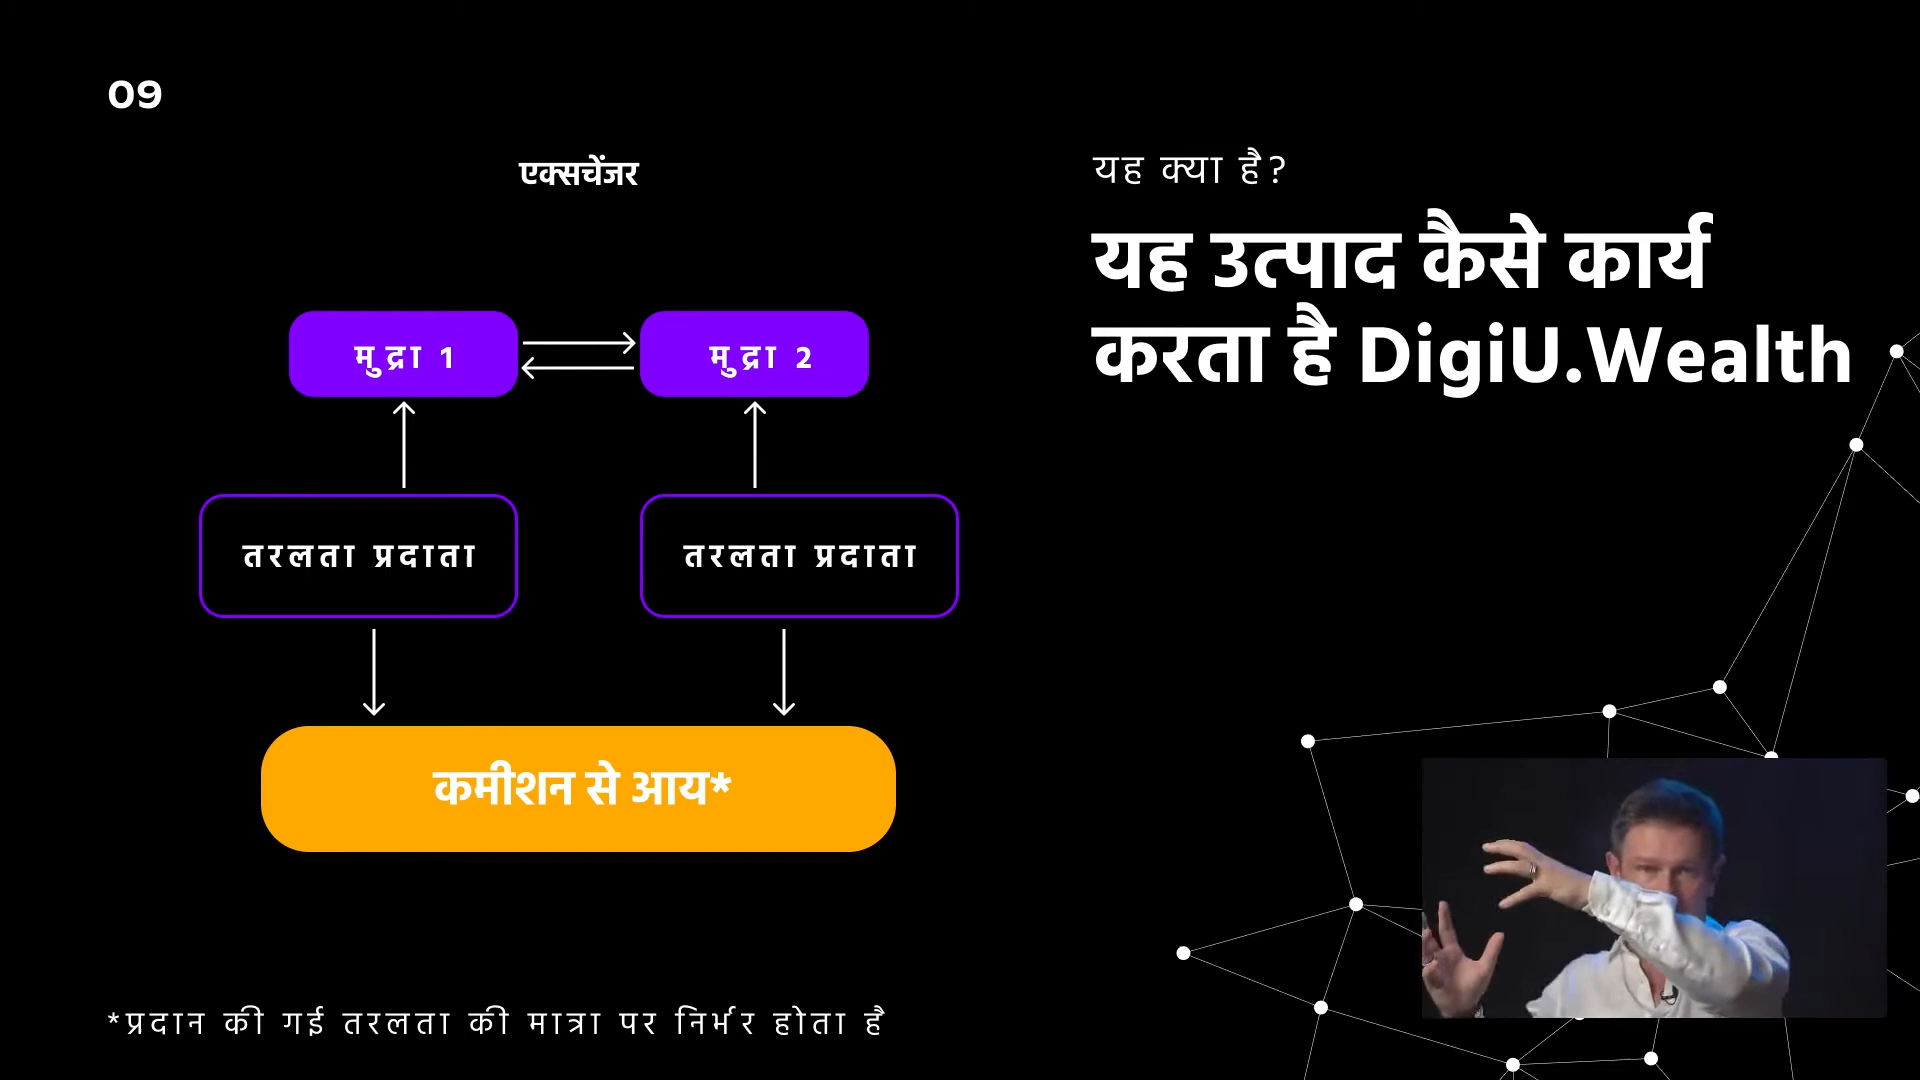 09
एक्सचेंजर
मुद्रा 1
मुद्रा 2
तरलता प्रदाता
तरलता प्रदाता
कमीशन से आय*
*प्रदान की गई तरलता की मात्रा पर निर्भर होता है
यह क्या है?
यह उत्पाद कैसे कार्य
करता है DigiU.Wealth